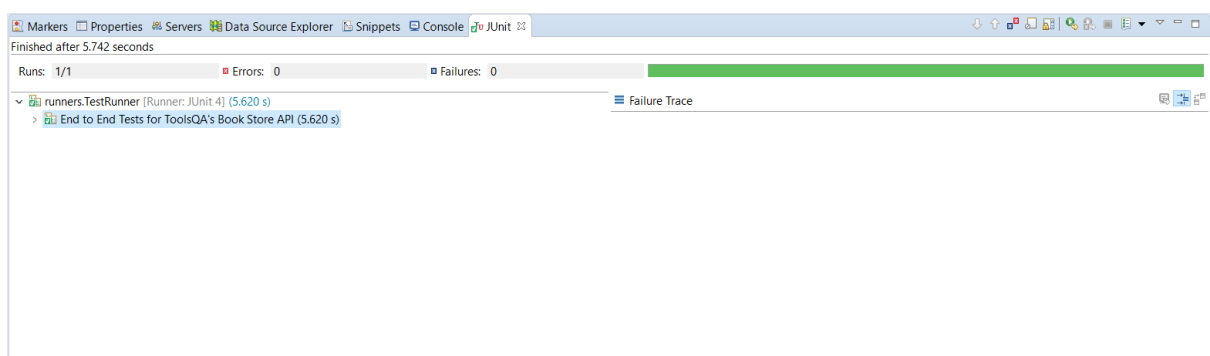 Markers Properties Servers Data Source Explorer Snippets Console JUnit
Finished after 5.742 seconds
Runs: 1/1 Errors: 0 Failures: 0
runners.TestRunner [Runner: JUnit 4] (5.620 s)
Failure Trace
End to End Tests for ToolsQA's Book Store API (5.620 s)